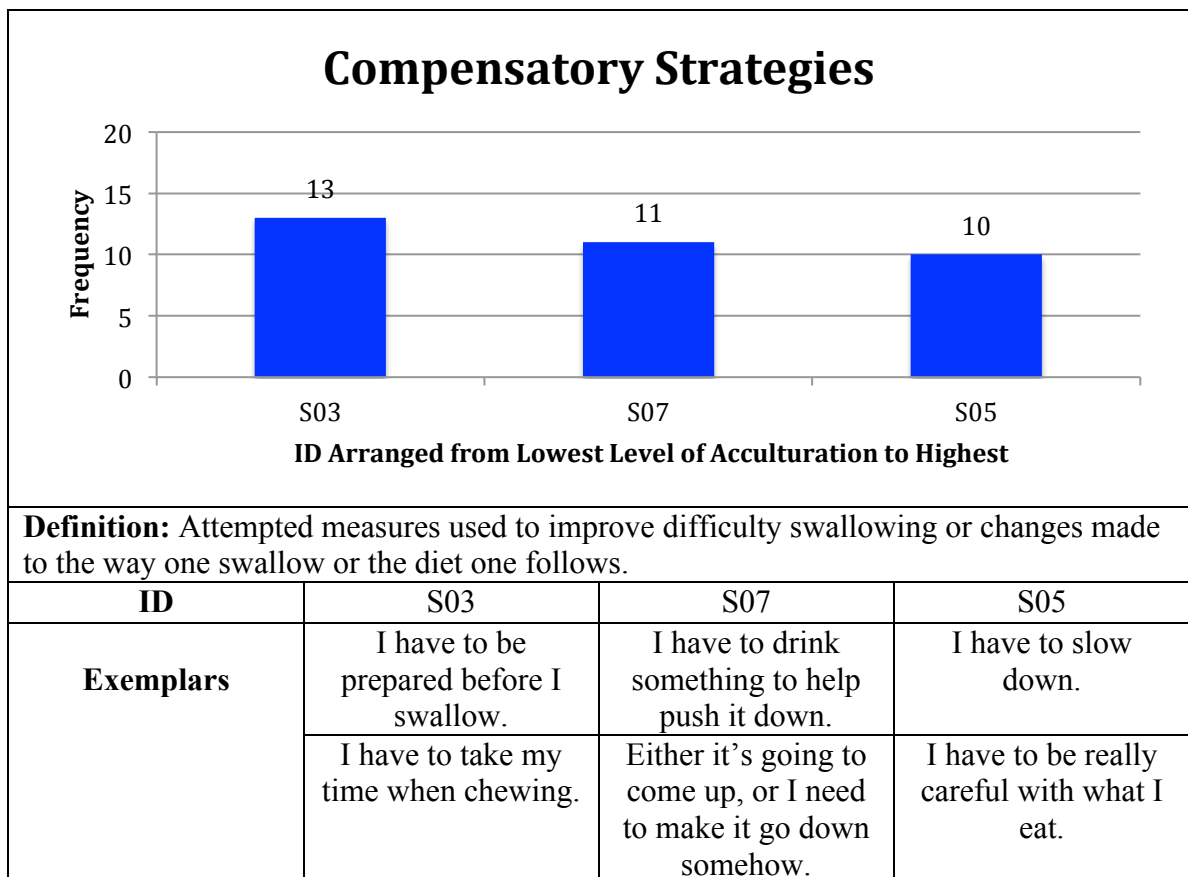 Compensatory Strategies
20
15
10
5
0
Frequency
13
11
10
S03
S07
S05
ID Arranged from Lowest Level of Acculturation to Highest
Definition: Attempted measures used to improve difficulty swallowing or changes made
to the way one swallow or the diet one follows.
ID
S03
S07
S05
Exemplars
I have to be
prepared before I
swallow.
I have to drink
something to help
push it down.
I have to slow
down.
I have to take my
time when chewing.
Either it’s going to
come up, or I need
to make it go down
somehow.
I have to be really
careful with what I
eat.